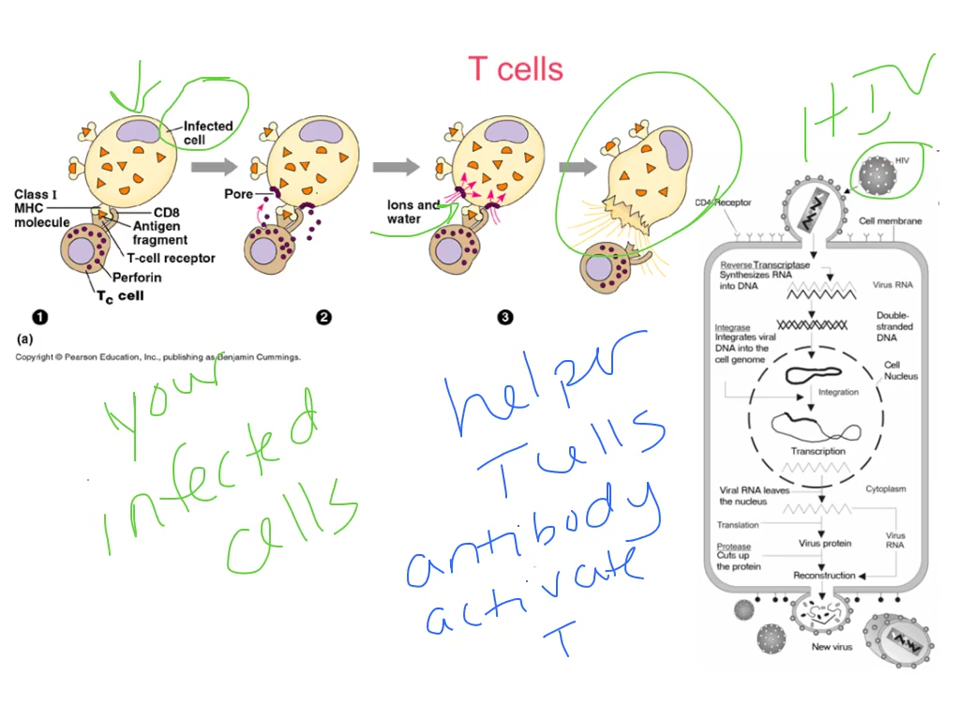 T cells
HIV
Infected
cell
Class I
MHC
molecule
CD8
Antigen
fragment
T-cell receptor
Perforin
Tc cell
Pore
Ions and
water
1
2
3
(a)
Copyright © Pearson Education, Inc., publishing as Benjamin Cummings.
HIV
CD4 Receptor
Cell membrane
Reverse Transcriptase
Synthesizes RNA
into DNA
Virus RNA
Double-
stranded
DNA
Integrase
Integrates viral
DNA into the
cell genome
Cell
Nucleus
Integration
Transcription
Viral RNA leaves
the nucleus
Cytoplasm
Translation
Virus protein
Virus
RNA
Protease
Cuts up
the protein
Reconstruction
New virus
your
infected
cells
helper
T cells
antibody
activate
T